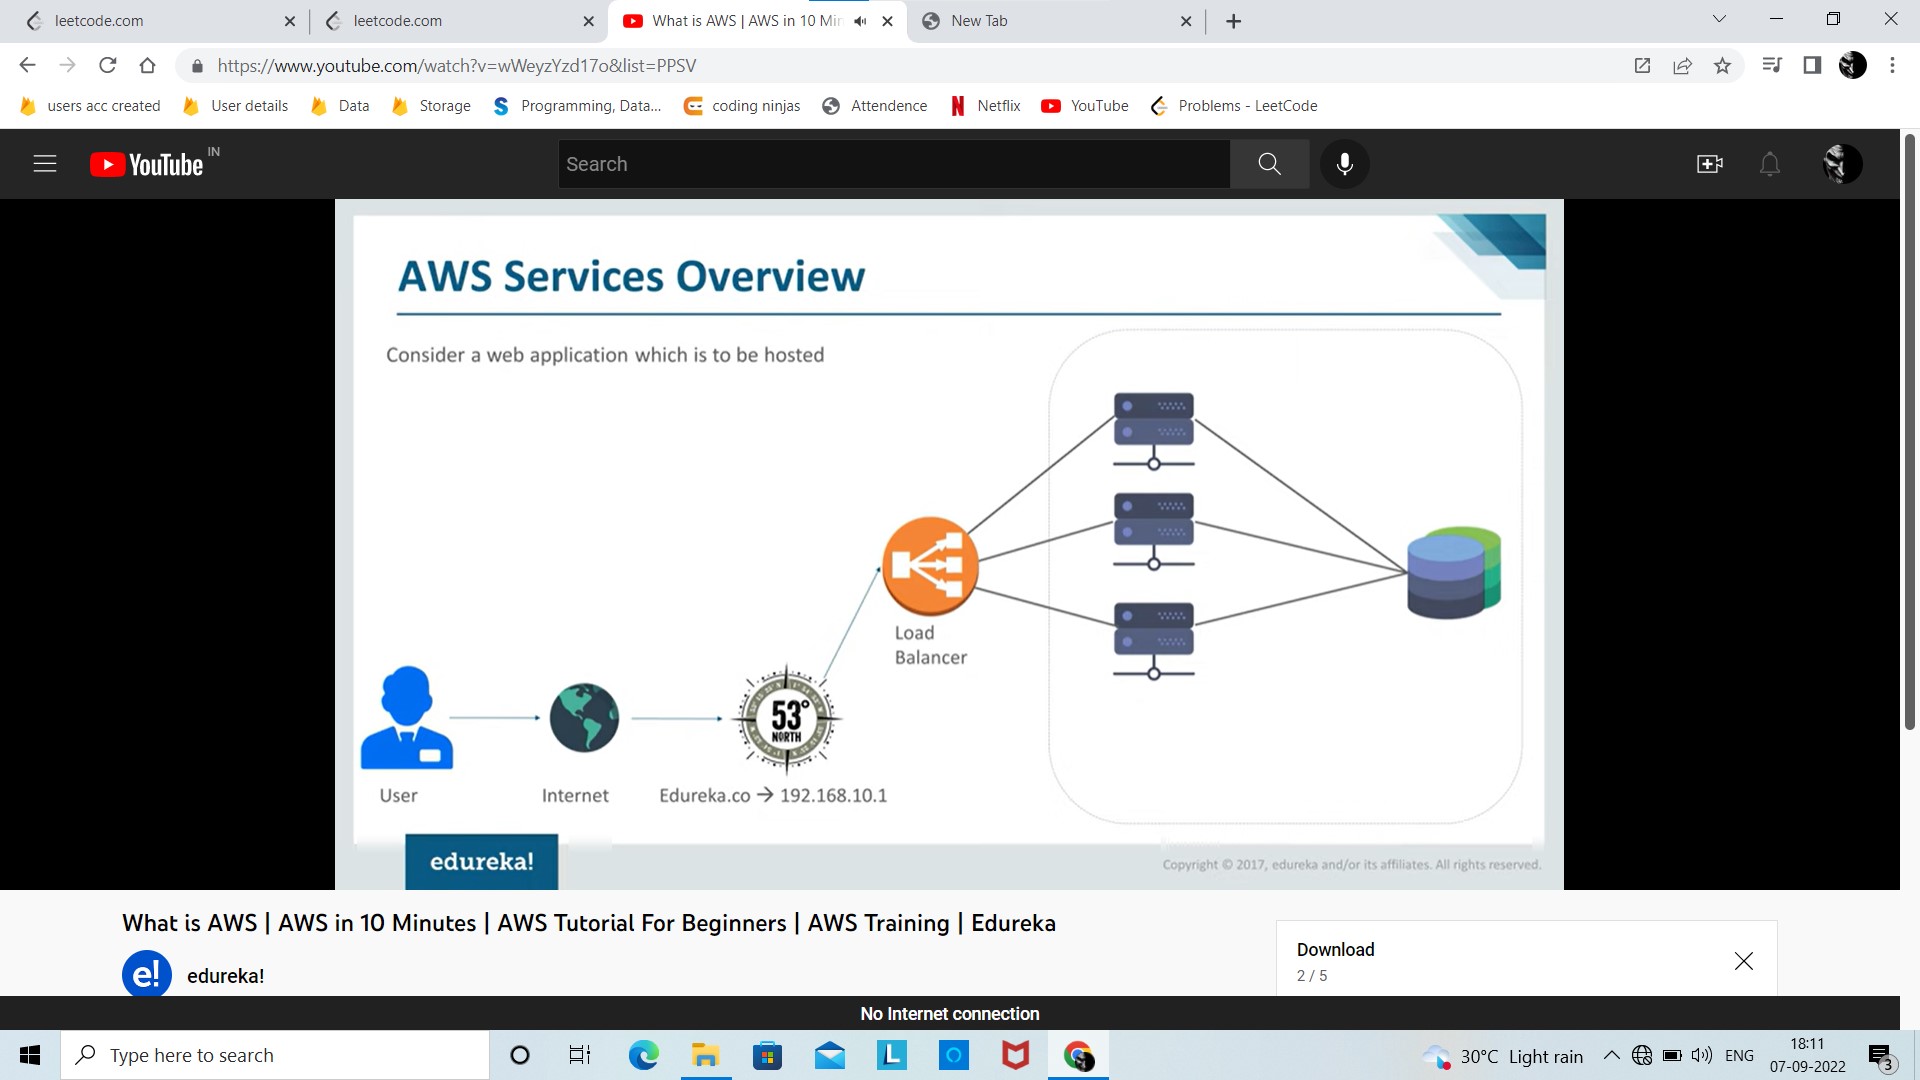 leetcode.com
leetcode.com
What is AWS | AWS in 10 Min
New Tab
https://www.youtube.com/watch?v=wWeyzYzd17o&list=PPSV
users acc created
User details
Data
Storage
Programming, Data...
coding ninjas
Attendence
Netflix
YouTube
Problems - LeetCode
YouTube IN
Search
AWS Services Overview
Consider a web application which is to be hosted
Load
Balancer
53°
NORTH
User
Internet
Edureka.co → 192.168.10.1
edureka!
Copyright © 2017, edureka and/or its affiliates. All rights reserved.
What is AWS | AWS in 10 Minutes | AWS Tutorial For Beginners | AWS Training | Edureka
e!
edureka!
Download
2 / 5
No Internet connection
Type here to search
L
30°C Light rain
ENG
18:11
07-09-2022
3